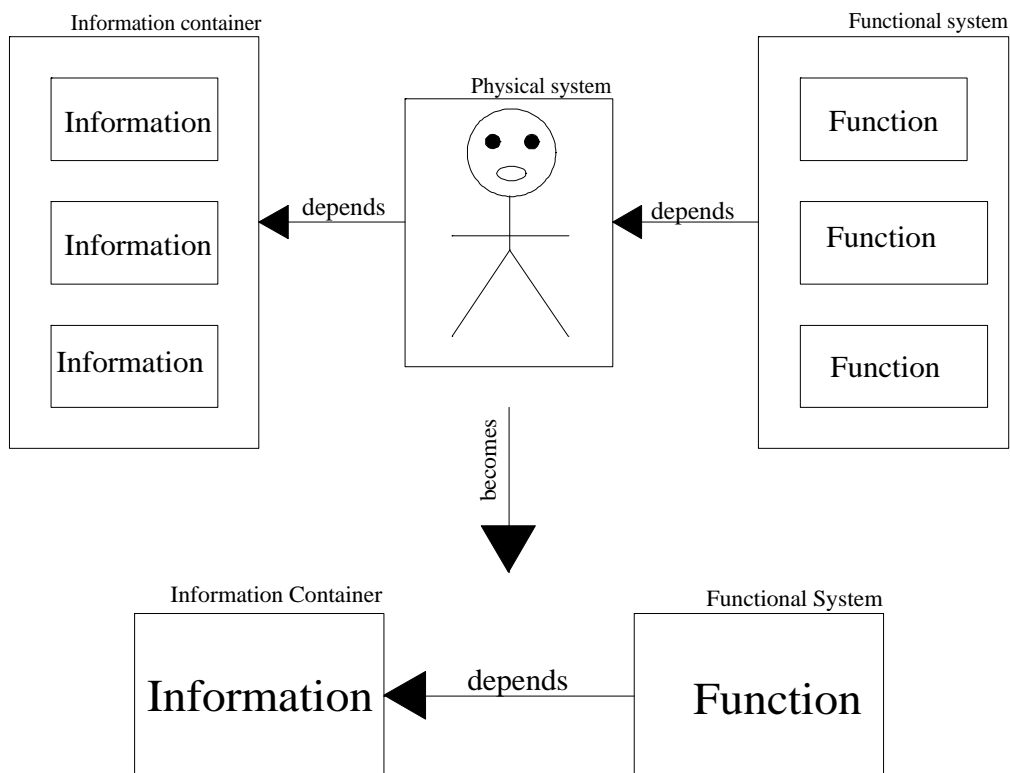 Information container
Functional system
Physical system
Information
Information
Information
depends
depends
Function
Function
Function
becomes
Information Container
Functional System
Information
depends
Function